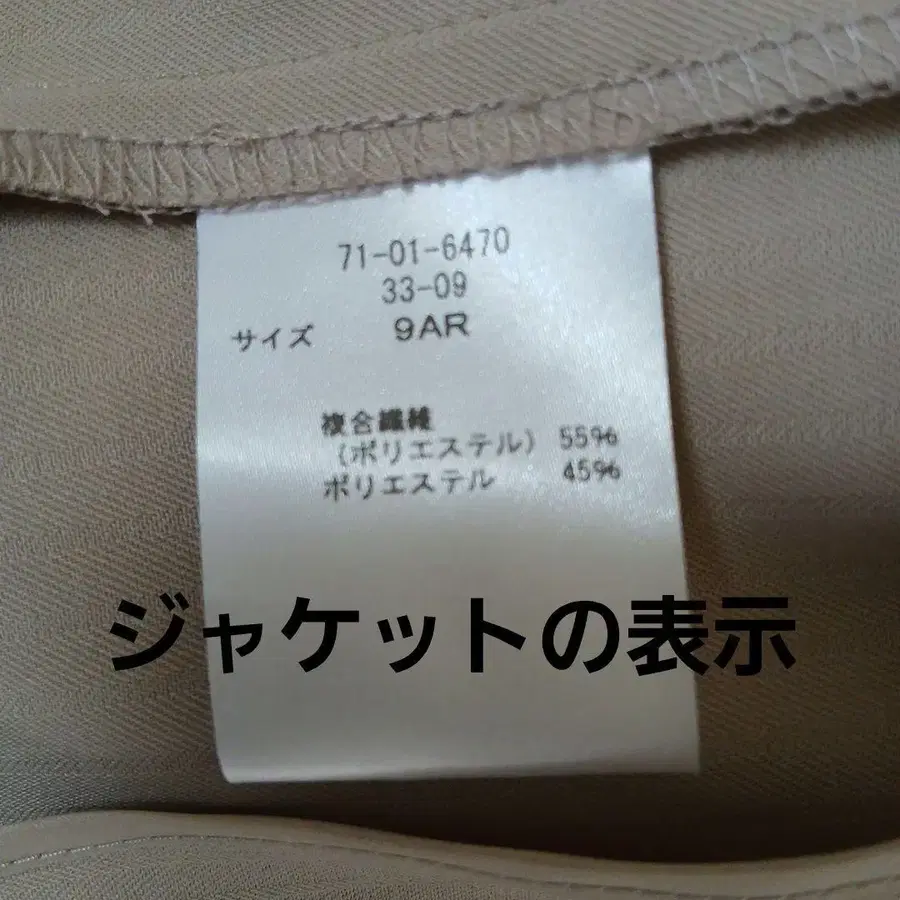 71-01-6470
33-09
サイズ 9AR
複合繊維
(ポリエステル) 55%
ポリエステル 45%
ジャケットの表示